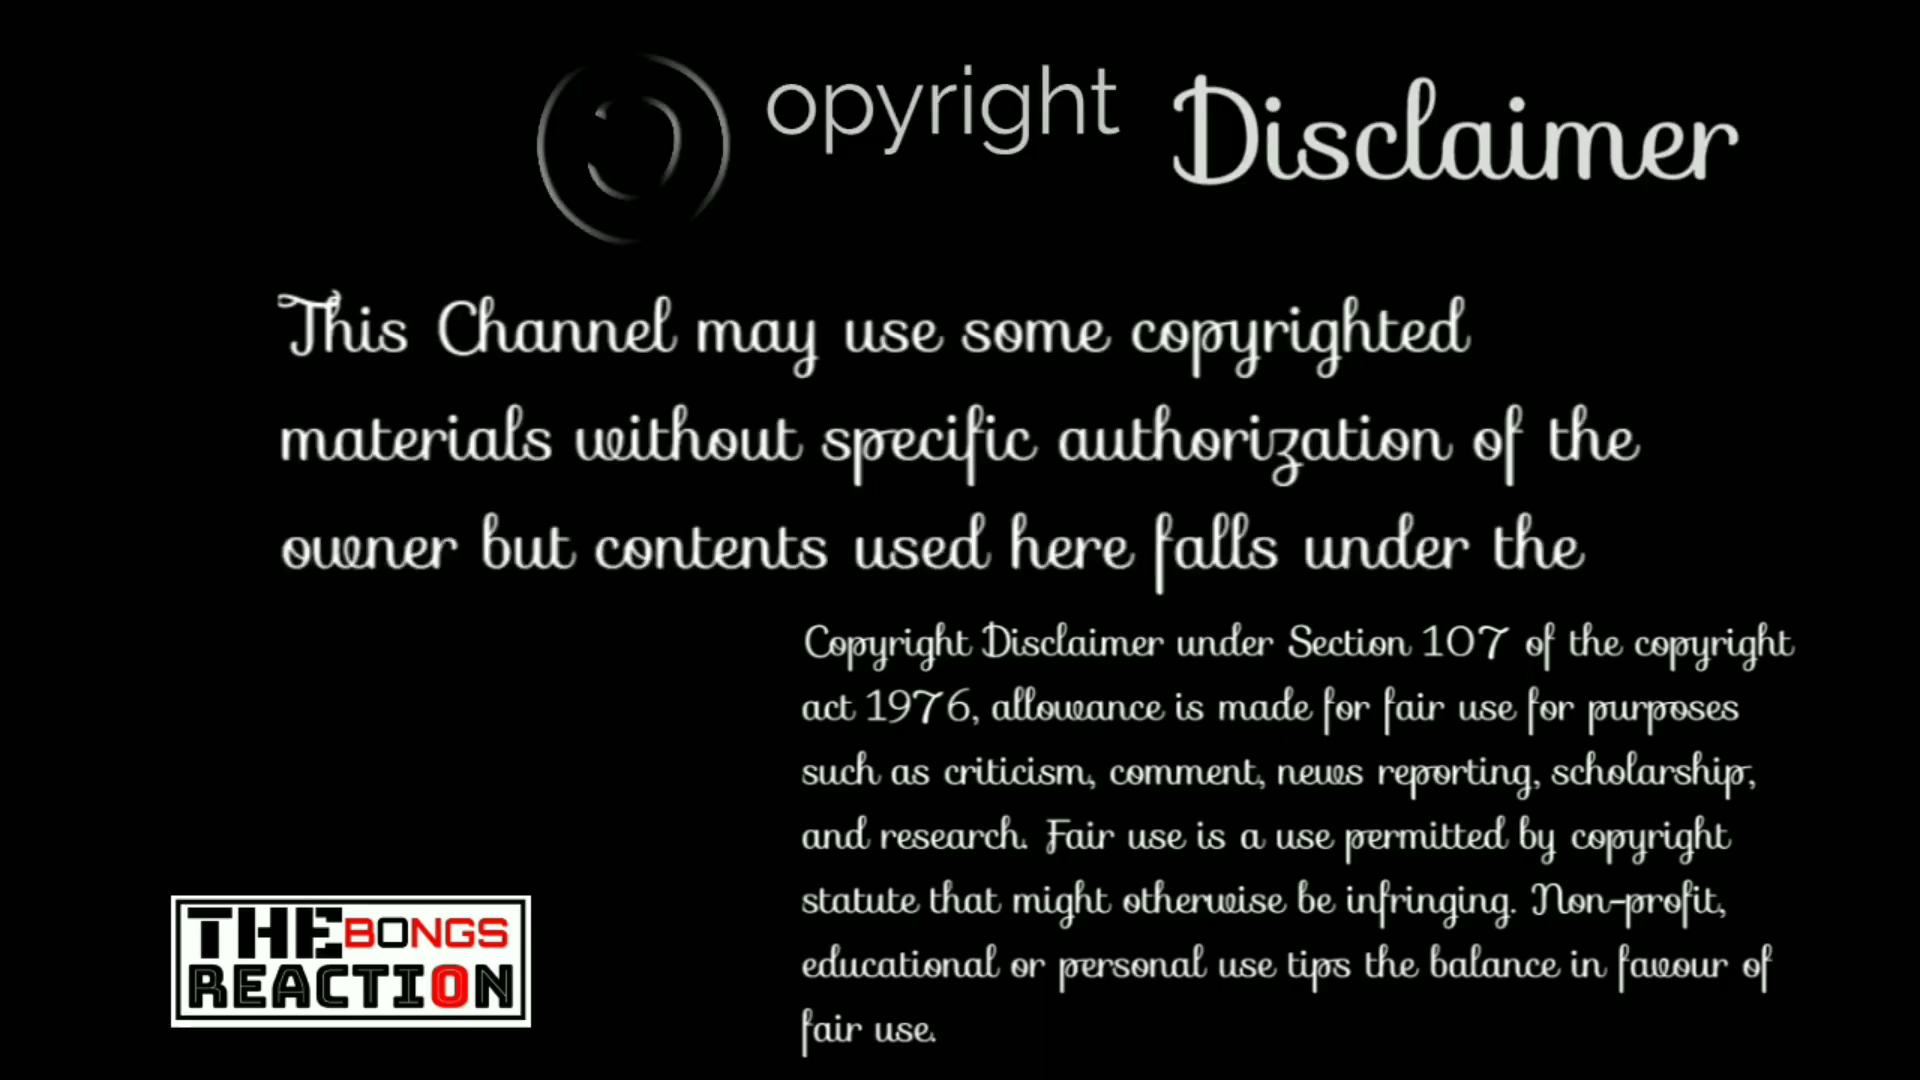 ©opyright Disclaimer
This Channel may use some copyrighted
materials without specific authorization of the
owner but contents used here falls under the
Copyright Disclaimer under Section 107 of the copyright
act 1976, allowance is made for fair use for purposes
such as criticism, comment, news reporting, scholarship,
and research. Fair use is a use permitted by copyright
statute that might otherwise be infringing. Non-profit,
educational or personal use tips the balance in favour of
fair use.
THE BONGS
REACTION